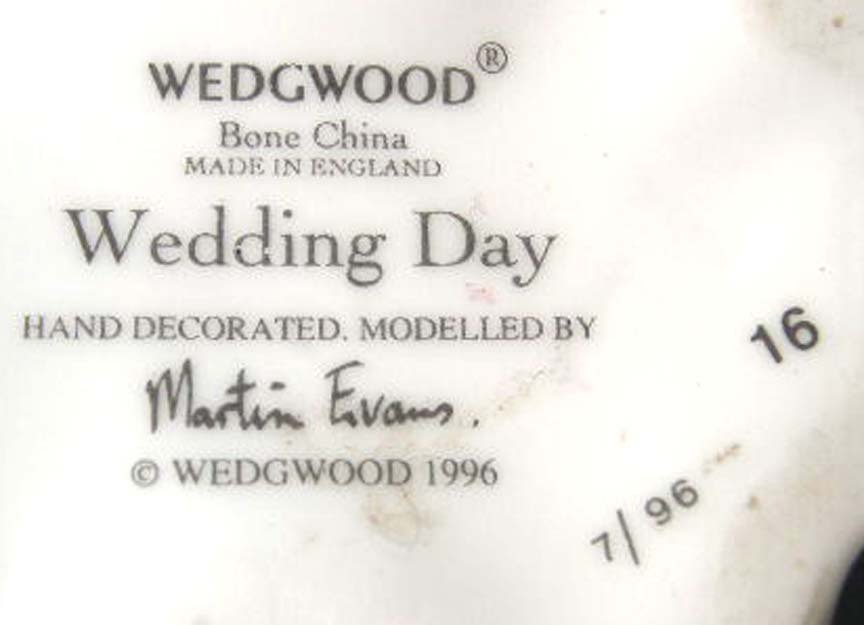 WEDGWOOD®
Bone China
MADE IN ENGLAND
Wedding Day
HAND DECORATED. MODELLED BY
Martin Evans.
© WEDGWOOD 1996
16
7/96